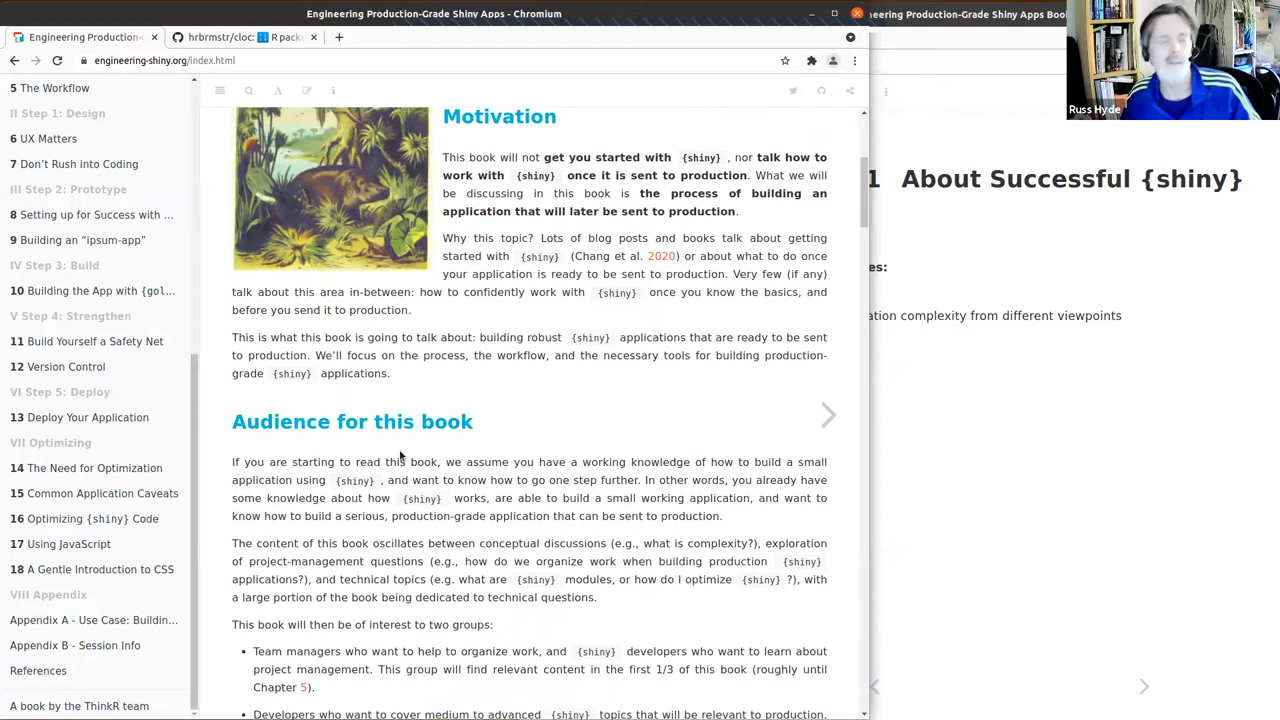 Engineering Production-Grade Shiny Apps - Chromium
neering Production-Grade Shiny Apps Boo
Engineering Production-
hrbrmstr/cloc: R packa
engineering-shiny.org/index.html
Russ Hyde
5 The Workflow
II Step 1: Design
6 UX Matters
7 Don’t Rush into Coding
III Step 2: Prototype
8 Setting up for Success with ...
9 Building an “ipsum-app”
IV Step 3: Build
10 Building the App with {gol...
V Step 4: Strengthen
11 Build Yourself a Safety Net
12 Version Control
VI Step 5: Deploy
13 Deploy Your Application
VII Optimizing
14 The Need for Optimization
15 Common Application Caveats
16 Optimizing {shiny} Code
17 Using JavaScript
18 A Gentle Introduction to CSS
VIII Appendix
Appendix A - Use Case: Buildin...
Appendix B - Session Info
References
A book by the ThinkR team
Motivation
This book will not get you started with {shiny} , nor talk how to
work with {shiny} once it is sent to production. What we will
be discussing in this book is the process of building an
application that will later be sent to production.
Why this topic? Lots of blog posts and books talk about getting
started with {shiny} (Chang et al. 2020) or about what to do once
your application is ready to be sent to production. Very few (if any)
talk about this area in-between: how to confidently work with {shiny} once you know the basics, and
before you send it to production.
This is what this book is going to talk about: building robust {shiny} applications that are ready to be sent
to production. We’ll focus on the process, the workflow, and the necessary tools for building production-
grade {shiny} applications.
Audience for this book
If you are starting to read this book, we assume you have a working knowledge of how to build a small
application using {shiny} , and want to know how to go one step further. In other words, you already have
some knowledge about how {shiny} works, are able to build a small working application, and want to
know how to build a serious, production-grade application that can be sent to production.
The content of this book oscillates between conceptual discussions (e.g., what is complexity?), exploration
of project-management questions (e.g., how do we organize work when building production {shiny}
applications?), and technical topics (e.g. what are {shiny} modules, or how do I optimize {shiny} ?), with
a large portion of the book being dedicated to technical questions.
This book will then be of interest to two groups:
• Team managers who want to help to organize work, and {shiny} developers who want to learn about
project management. This group will find relevant content in the first 1/3 of this book (roughly until
Chapter 5).
• Developers who want to cover medium to advanced {shiny} topics that will be relevant to production.
1 About Successful {shiny}
es:
ation complexity from different viewpoints